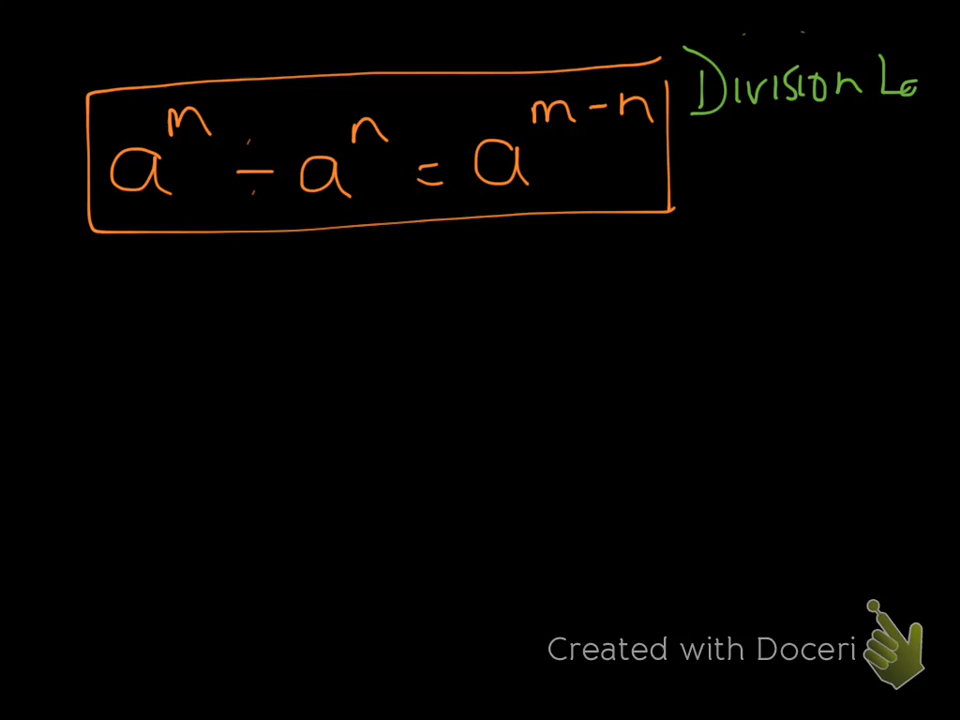 a^m ÷ a^n = a^{m-n}
Division
Created with Doceri